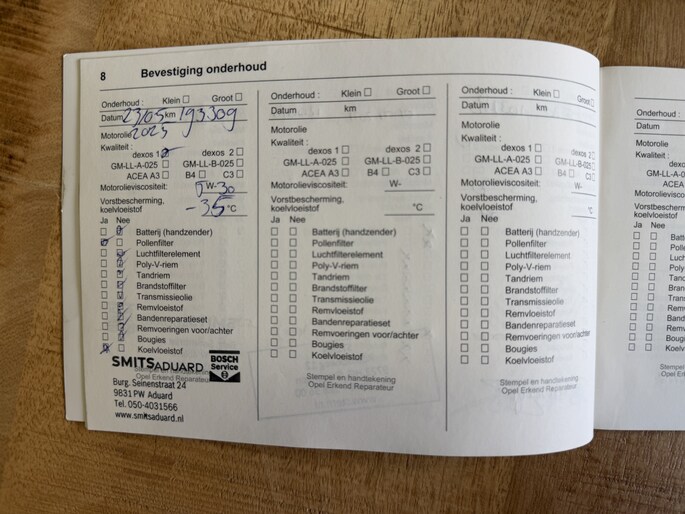 8 Bevestiging onderhoud
Onderhoud : Klein ☐ Groot ☐
Datum 23/05 km 193309
2023
Motorolie
Kwaliteit :
dexos 1 ☑ dexos 2 ☐
GM-LL-A-025 ☐ GM-LL-B-025 ☐
ACEA A3 ☐ B4 ☐ C3 ☐
Motorolieviscositeit: 5W-30
Vorstbescherming,
koelvloeistof -35 °C
Ja Nee
☐ ☑ Batterij (handzender)
☑ ☐ Pollenfilter
☐ ☑ Luchtfilterelement
☐ ☑ Poly-V-riem
☐ ☑ Tandriem
☐ ☑ Brandstoffilter
☐ ☑ Transmissieolie
☐ ☑ Remvloeistof
☐ ☑ Bandenreparatieset
☐ ☑ Remvoeringen voor/achter
☐ ☑ Bougies
☑ ☐ Koelvloeistof
SMITSADUARD BOSCH
Service
Burg. Seinenstraat 24
9831 PW Aduard
Tel. 050-4031566
www.smitsaduard.nl
Onderhoud : Klein ☐ Groot ☐
Datum km
Motorolie
Kwaliteit :
dexos 1 ☐ dexos 2 ☐
GM-LL-A-025 ☐ GM-LL-B-025 ☐
ACEA A3 ☐ B4 ☐ C3 ☐
Motorolieviscositeit: W-
Vorstbescherming,
koelvloeistof °C
Ja Nee
☐ ☐ Batterij (handzender)
☐ ☐ Pollenfilter
☐ ☐ Luchtfilterelement
☐ ☐ Poly-V-riem
☐ ☐ Tandriem
☐ ☐ Brandstoffilter
☐ ☐ Transmissieolie
☐ ☐ Remvloeistof
☐ ☐ Bandenreparatieset
☐ ☐ Remvoeringen voor/achter
☐ ☐ Bougies
☐ ☐ Koelvloeistof
Stempel en handtekening
Opel Erkend Reparateur
Onderhoud : Klein ☐ Groot ☐
Datum km
Motorolie
Kwaliteit :
dexos 1 ☐ dexos 2 ☐
GM-LL-A-025 ☐ GM-LL-B-025 ☐
ACEA A3 ☐ B4 ☐ C3 ☐
Motorolieviscositeit: W-
Vorstbescherming,
koelvloeistof °C
Ja Nee
☐ ☐ Batterij (handzender)
☐ ☐ Pollenfilter
☐ ☐ Luchtfilterelement
☐ ☐ Poly-V-riem
☐ ☐ Tandriem
☐ ☐ Brandstoffilter
☐ ☐ Transmissieolie
☐ ☐ Remvloeistof
☐ ☐ Bandenreparatieset
☐ ☐ Remvoeringen voor/achter
☐ ☐ Bougies
☐ ☐ Koelvloeistof
Stempel en handtekening
Opel Erkend Reparateur